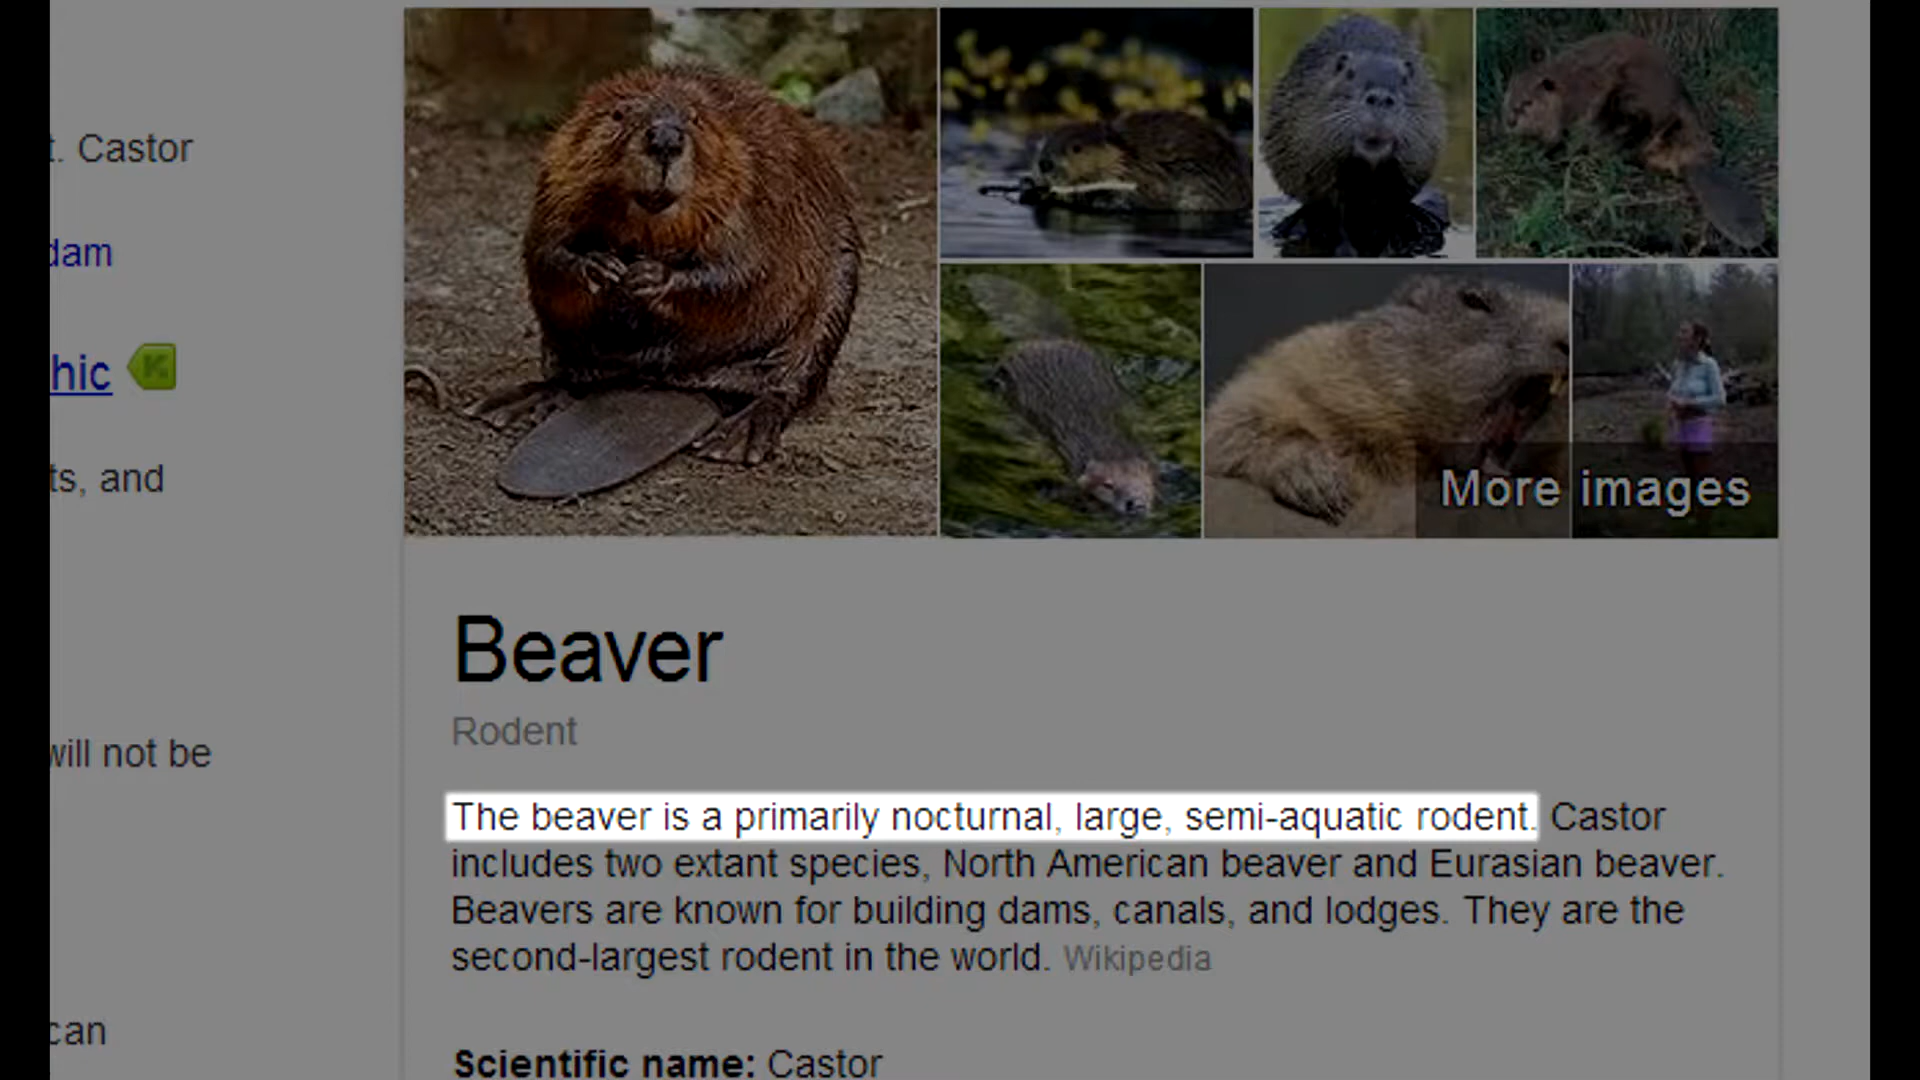 t. Castor
dam
hic
ts, and
will not be
can
More images
Beaver
Rodent
The beaver is a primarily nocturnal, large, semi-aquatic rodent. Castor
includes two extant species, North American beaver and Eurasian beaver.
Beavers are known for building dams, canals, and lodges. They are the
second-largest rodent in the world. Wikipedia
Scientific name: Castor